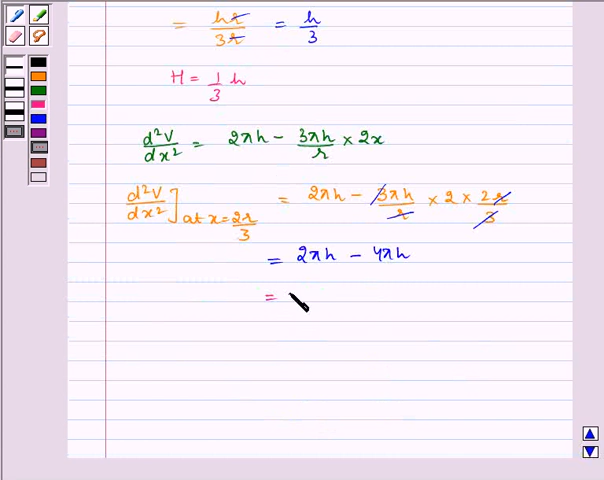 = hr/3r = h/3
H = 1/3 h
d²V/dx² = 2πh − 3πh/r × 2x
d²V/dx² ] at x = 2r/3 = 2πh − 3πh/r × 2 × 2r/3
= 2πh − 4πh
=